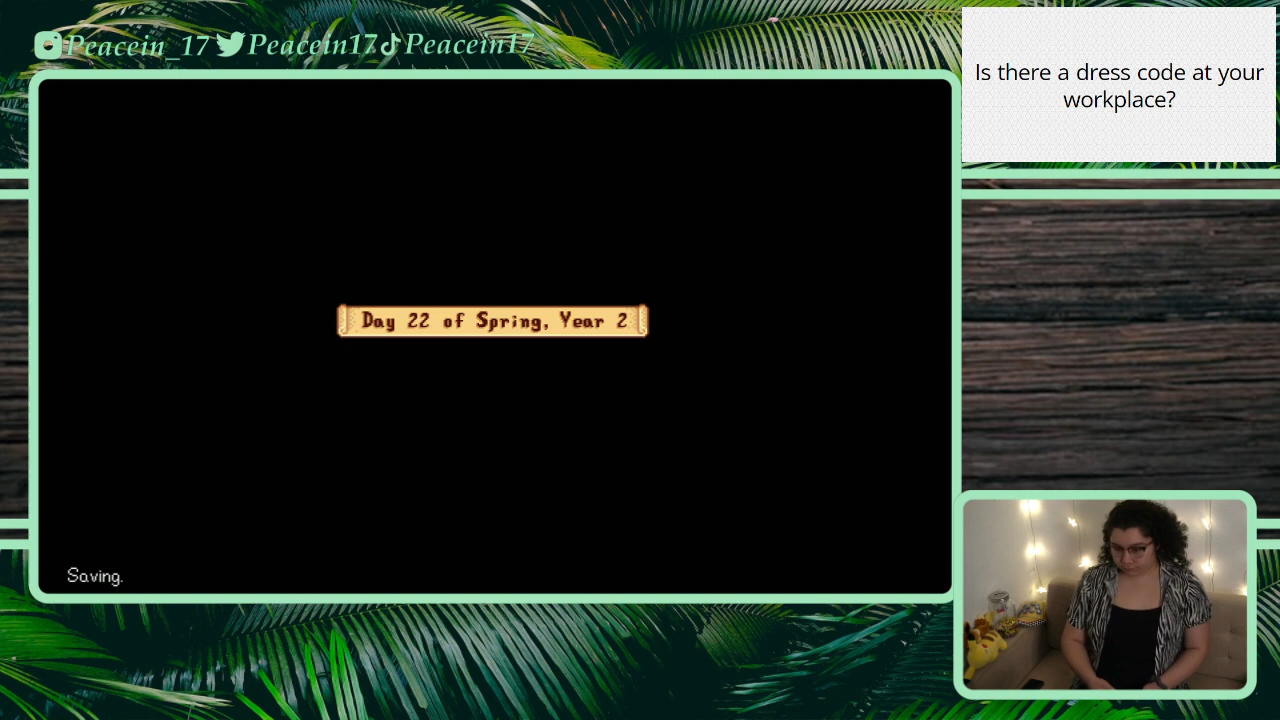 Peacein_17 Peacein17 Peacein17
Is there a dress code at your
workplace?
Day 22 of Spring, Year 2
Saving.